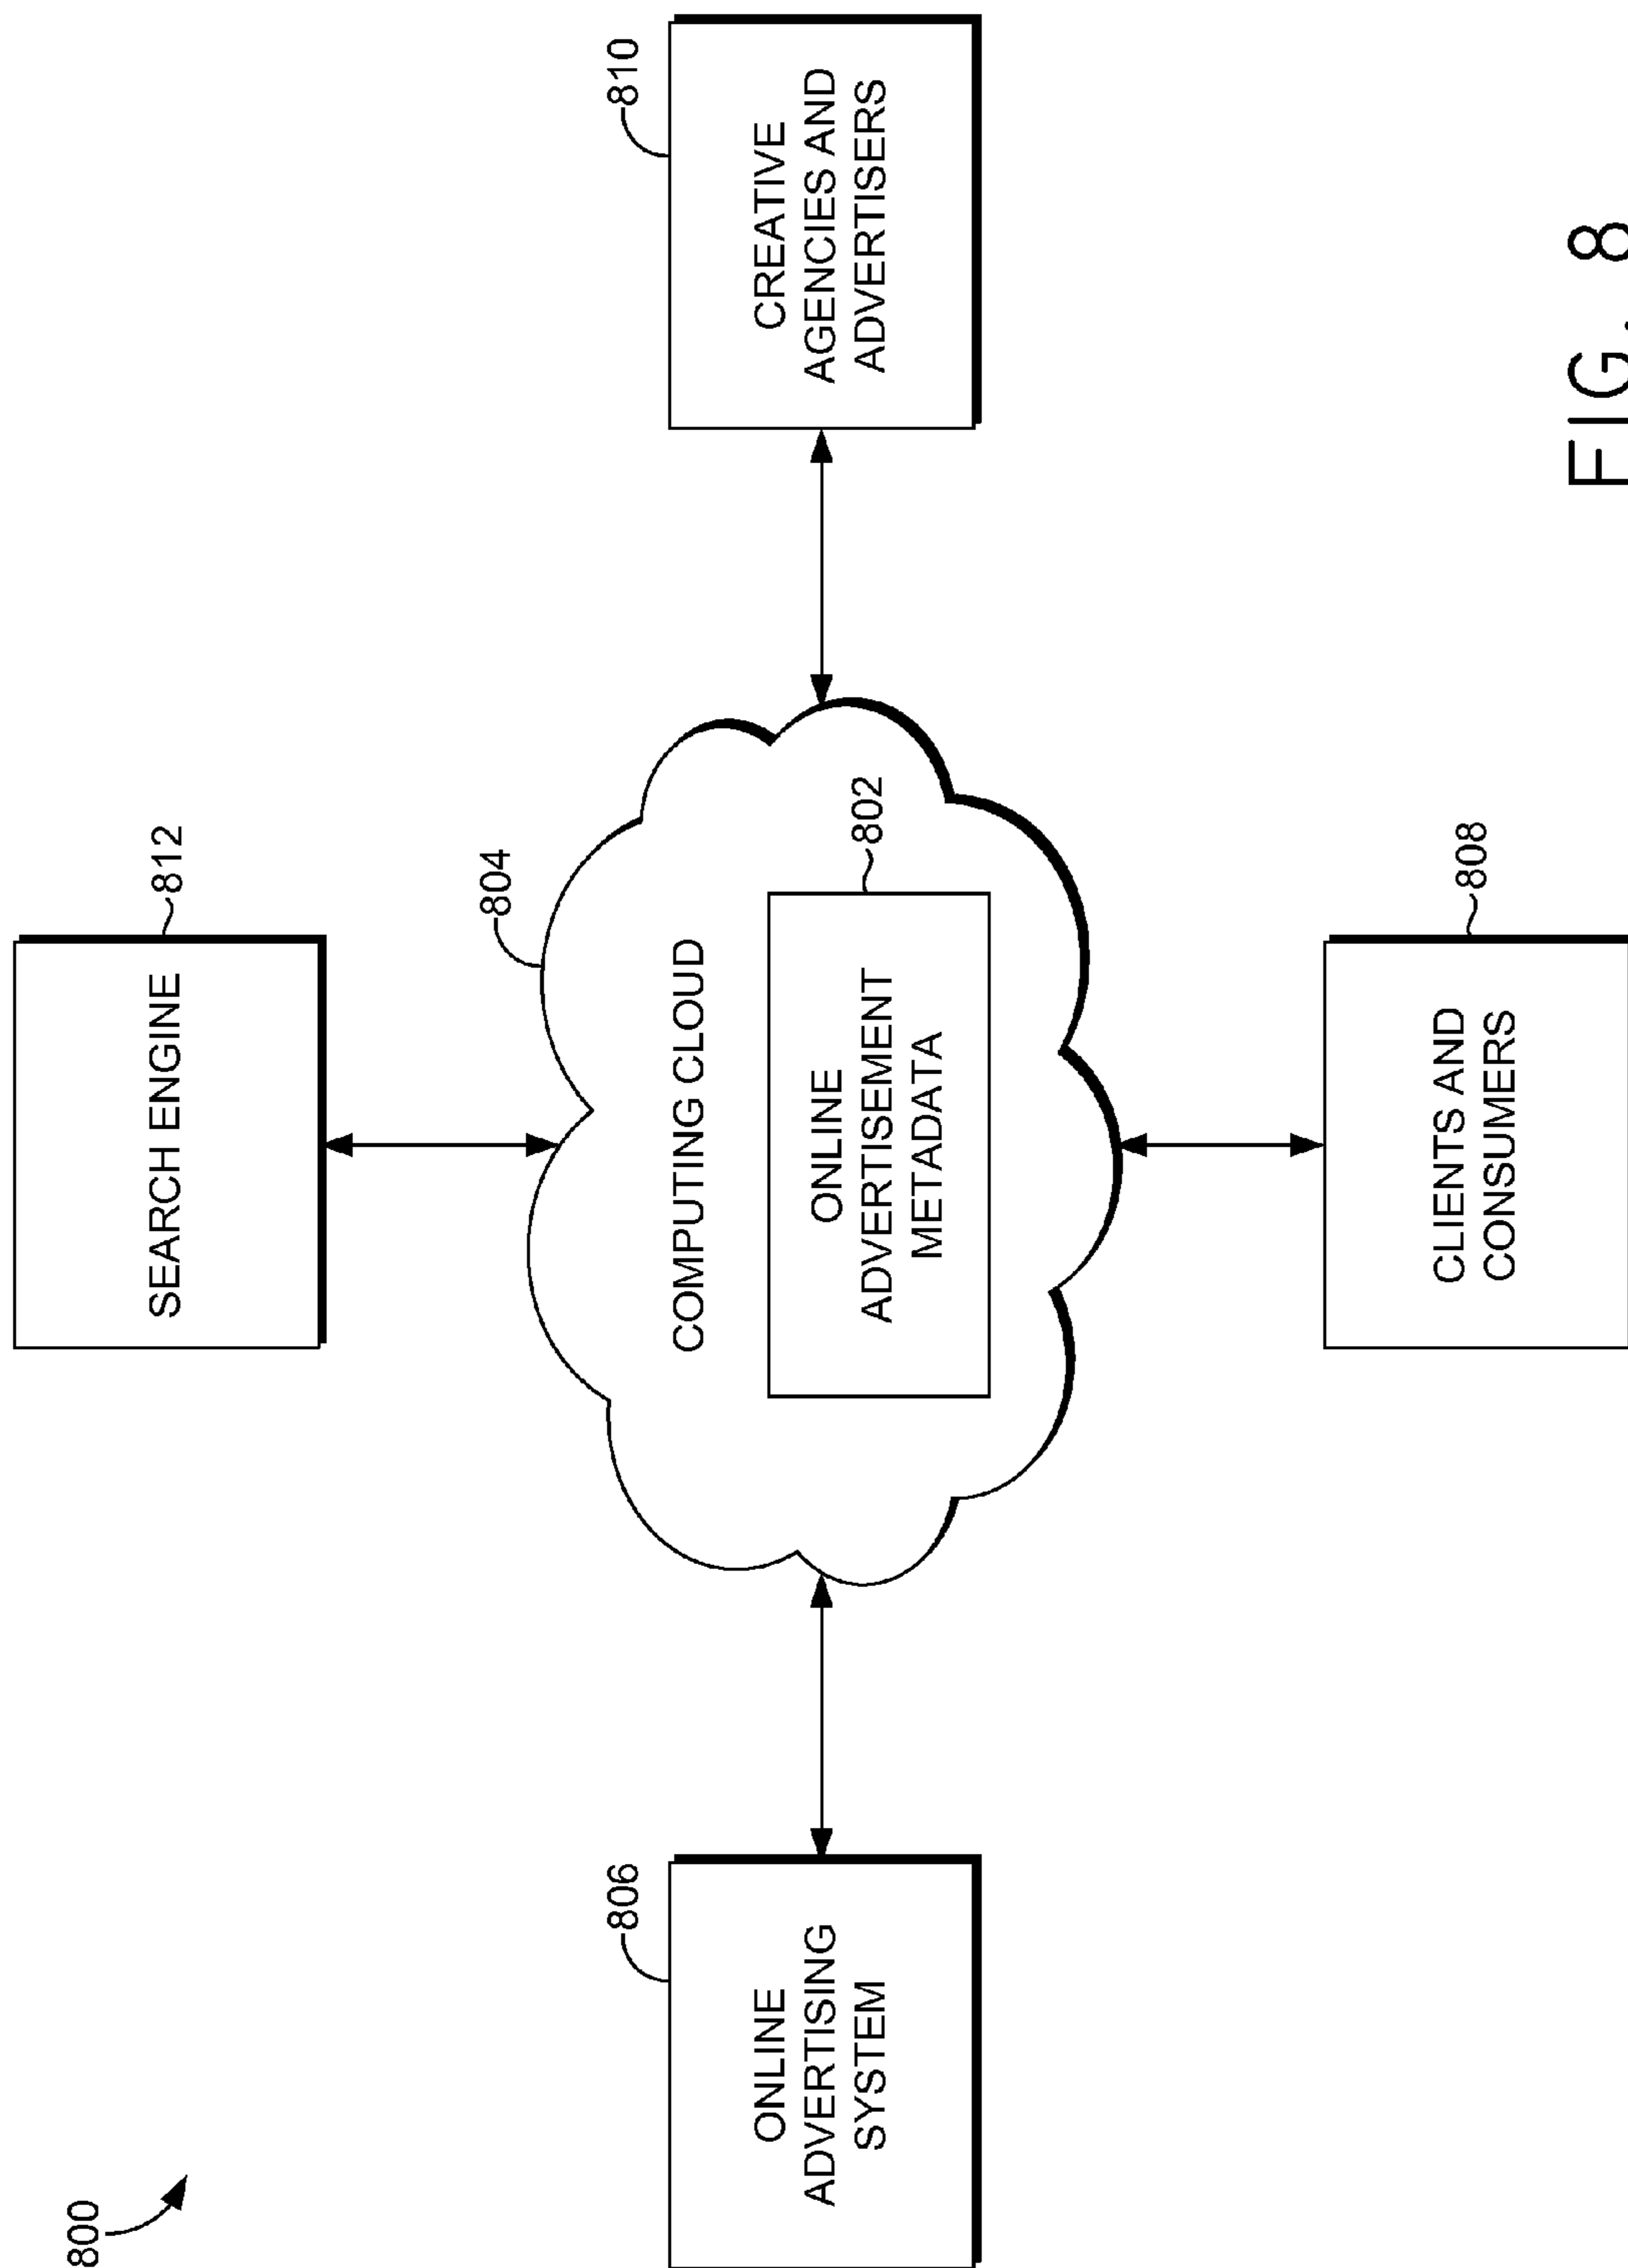 800
SEARCH ENGINE
812
804
COMPUTING CLOUD
ONLINE
ADVERTISEMENT
METADATA
802
806
ONLINE
ADVERTISING
SYSTEM
810
CREATIVE
AGENCIES AND
ADVERTISERS
CLIENTS AND
CONSUMERS
808
FIG. 8